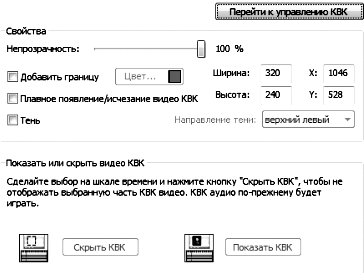 Перейти к управлению КВК
Свойства
Непрозрачность: 100 %
Добавить границу Цвет... Ширина: 320 X: 1046
Плавное появление/исчезание видео КВК Высота: 240 Y: 528
Тень Направление тени: верхний левый
Показать или скрыть видео КВК
Сделайте выбор на шкале времени и нажмите кнопку "Скрыть КВК", чтобы не
отображать выбранную часть КВК видео. КВК аудио по-прежнему будет
играть.
Скрыть КВК Показать КВК